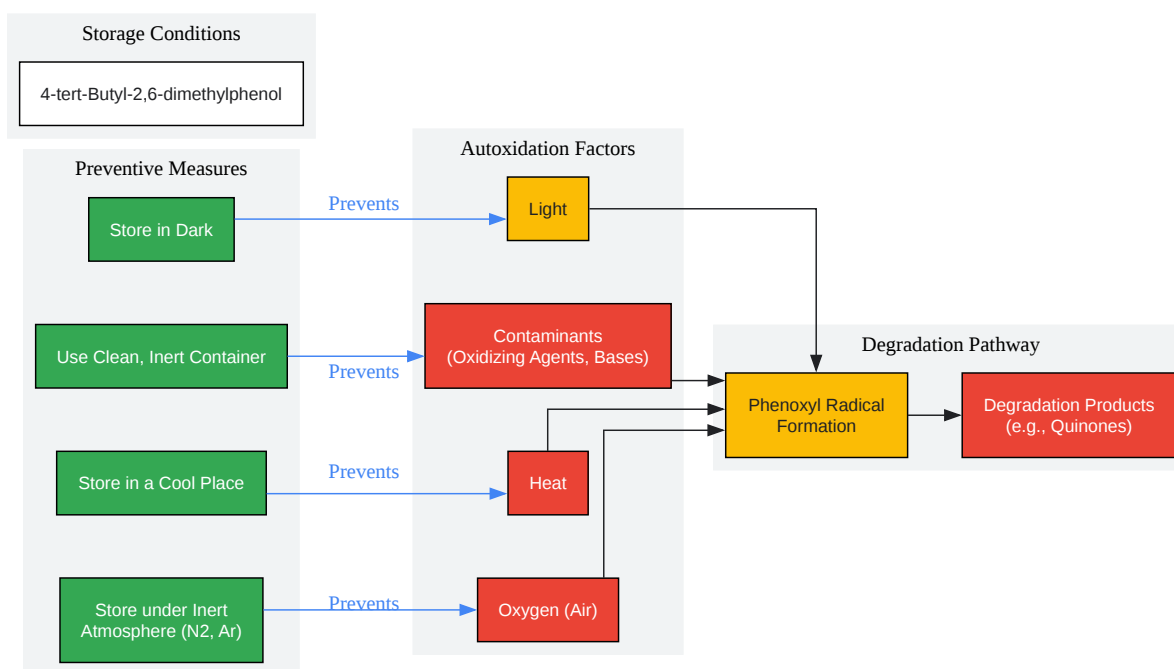 Storage Conditions
4-tert-Butyl-2,6-dimethylphenol
Preventive Measures
Store in Dark
Use Clean, Inert Container
Store in a Cool Place
Store under Inert
Atmosphere (N2, Ar)
Prevents
Prevents
Prevents
Prevents
Autoxidation Factors
Light
Contaminants
(Oxidizing Agents, Bases)
Heat
Oxygen (Air)
Degradation Pathway
Phenoxyl Radical
Formation
Degradation Products
(e.g., Quinones)